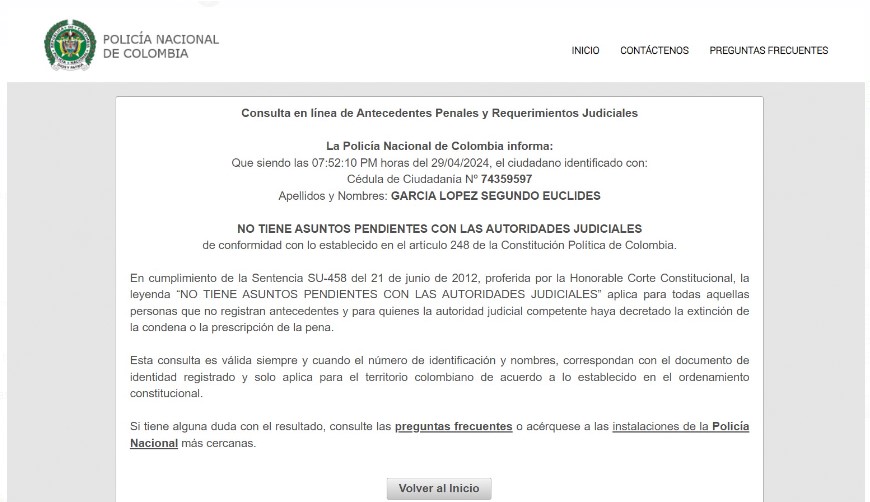 POLICÍA NACIONAL
DE COLOMBIA
INICIO CONTÁCTENOS PREGUNTAS FRECUENTES
Consulta en línea de Antecedentes Penales y Requerimientos Judiciales
La Policía Nacional de Colombia informa:
Que siendo las 07:52:10 PM horas del 29/04/2024, el ciudadano identificado con:
Cédula de Ciudadanía Nº 74359597
Apellidos y Nombres: GARCIA LOPEZ SEGUNDO EUCLIDES
NO TIENE ASUNTOS PENDIENTES CON LAS AUTORIDADES JUDICIALES
de conformidad con lo establecido en el artículo 248 de la Constitución Política de Colombia.
En cumplimiento de la Sentencia SU-458 del 21 de junio de 2012, proferida por la Honorable Corte Constitucional, la
leyenda “NO TIENE ASUNTOS PENDIENTES CON LAS AUTORIDADES JUDICIALES” aplica para todas aquellas
personas que no registran antecedentes y para quienes la autoridad judicial competente haya decretado la extinción de
la condena o la prescripción de la pena.
Esta consulta es válida siempre y cuando el número de identificación y nombres, correspondan con el documento de
identidad registrado y solo aplica para el territorio colombiano de acuerdo a lo establecido en el ordenamiento
constitucional.
Si tiene alguna duda con el resultado, consulte las preguntas frecuentes o acérquese a las instalaciones de la Policía
Nacional más cercanas.
Volver al Inicio